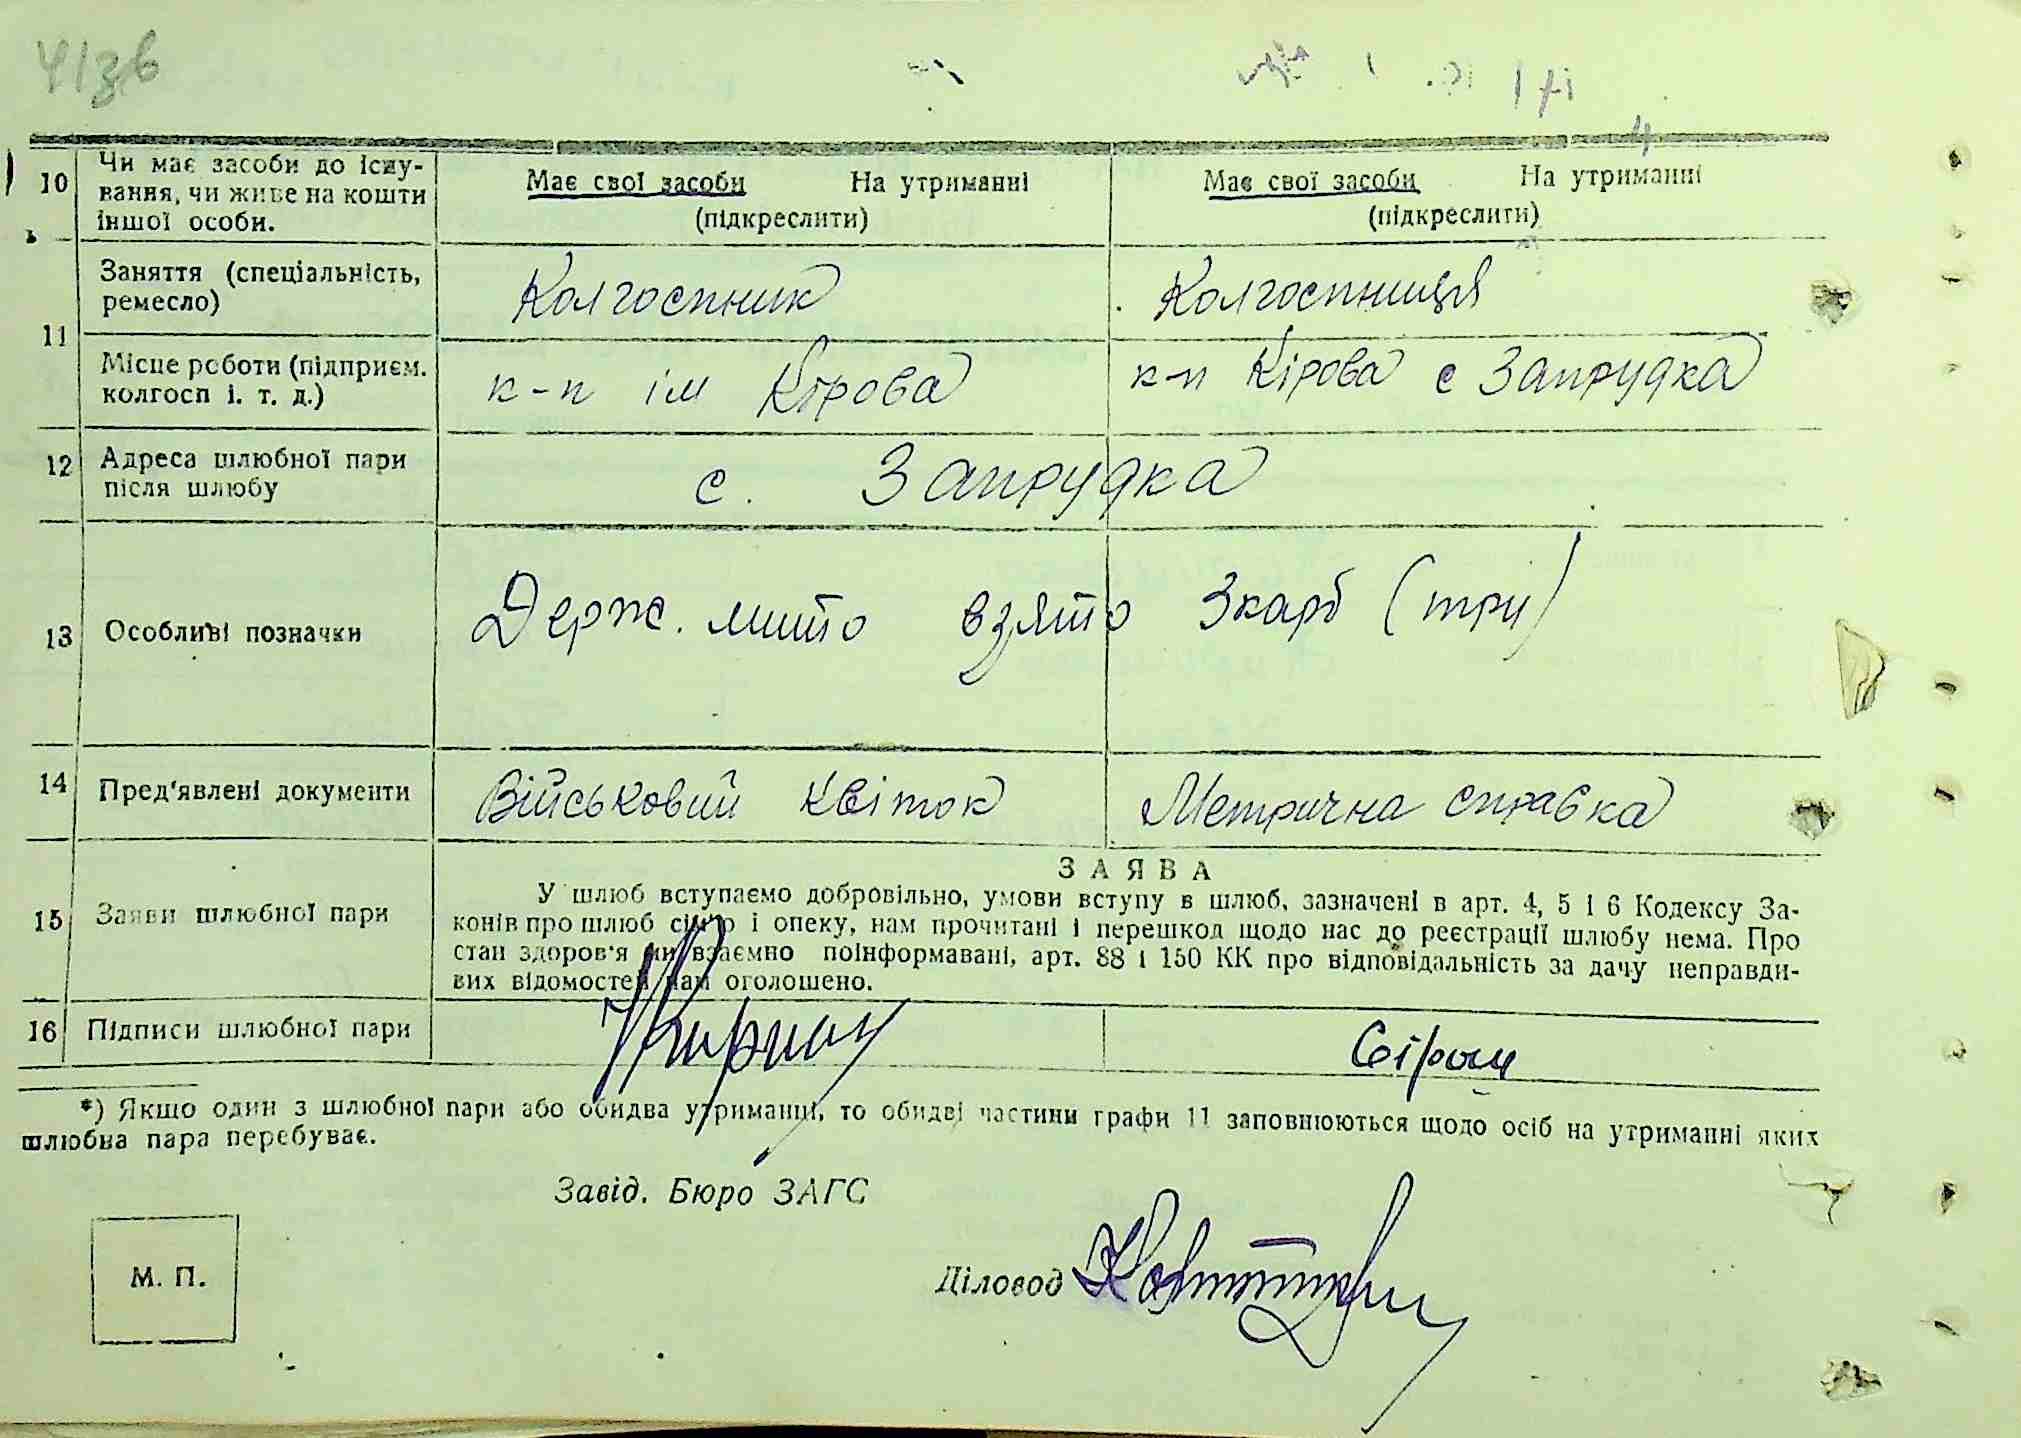 41зв
10 Чи має засоби до існу-
вання, чи живе на кошти
іншої особи.
Має свої засоби На утриманні
(підкреслити)
Має свої засоби На утриманні
(підкреслити)
11 Заняття (спеціальність,
ремесло)
Колгоспник
Колгоспниця
Місце роботи (підприєм.
колгосп і. т. д.)
к-п ім Кірова
к-п Кірова с Запрудка
12 Адреса шлюбної пари
після шлюбу
с. Запрудка
13 Особливі позначки
Держ. мито взято 3 карб (три)
14 Пред'явлені документи
Військовий квіток
Метрична справка
15 Заяви шлюбної пари
ЗАЯВА
У шлюб вступаємо добровільно, умови вступу в шлюб, зазначені в арт. 4, 5 і 6 Кодексу За-
конів про шлюб сім'ю і опеку, нам прочитані і перешкод щодо нас до реєстрації шлюбу нема. Про
стан здоров'я ми взаємно поінформавані, арт. 88 і 150 КК про відповідальність за дачу неправди-
вих відомостей нам оголошено.
16 Підписи шлюбної пари
*) Якщо один з шлюбної пари або обидва утриманці, то обидві частини графи 11 заповнюються щодо осіб на утриманні яких
шлюбна пара перебуває.
Завід. Бюро ЗАГС
М. П.
Діловод